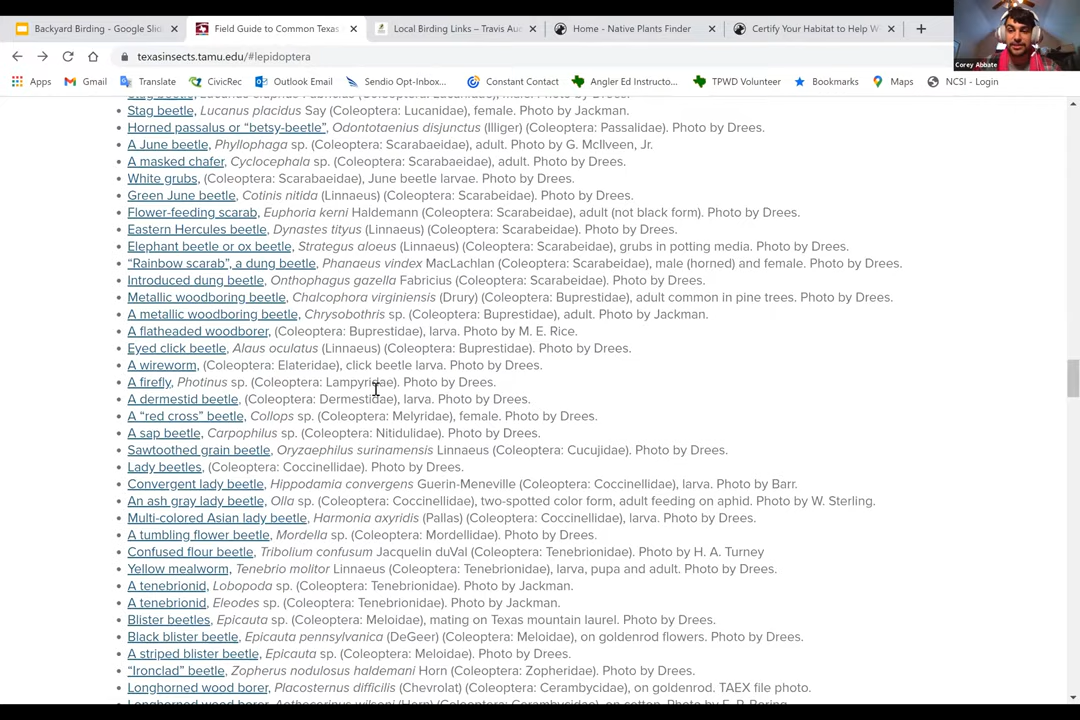 Backyard Birding - Google Sli
Field Guide to Common Texas
Local Birding Links – Travis Au
Home - Native Plants Finder
Certify Your Habitat to Help W
texasinsects.tamu.edu/#lepidoptera
Apps
Gmail
Translate
CivicRec
Outlook Email
Sendio Opt-Inbox...
Constant Contact
Angler Ed Instructo...
TPWD Volunteer
Bookmarks
Maps
NCSI - Login
Corey Abbate
Stag beetle, Lucanus placidus Say (Coleoptera: Lucanidae), female. Photo by Jackman.
Horned passalus or “betsy-beetle”, Odontotaenius disjunctus (Illiger) (Coleoptera: Passalidae). Photo by Drees.
A June beetle, Phyllophaga sp. (Coleoptera: Scarabaeidae), adult. Photo by G. McIlveen, Jr.
A masked chafer, Cyclocephala sp. (Coleoptera: Scarabaeidae), adult. Photo by Drees.
White grubs, (Coleoptera: Scarabaeidae), June beetle larvae. Photo by Drees.
Green June beetle, Cotinis nitida (Linnaeus) (Coleoptera: Scarabeidae). Photo by Drees.
Flower-feeding scarab, Euphoria kerni Haldemann (Coleoptera: Scarabeidae), adult (not black form). Photo by Drees.
Eastern Hercules beetle, Dynastes tityus (Linnaeus) (Coleoptera: Scarabeidae). Photo by Drees.
Elephant beetle or ox beetle, Strategus aloeus (Linnaeus) (Coleoptera: Scarabeidae), grubs in potting media. Photo by Drees.
“Rainbow scarab”, a dung beetle, Phanaeus vindex MacLachlan (Coleoptera: Scarabeidae), male (horned) and female. Photo by Drees.
Introduced dung beetle, Onthophagus gazella Fabricius (Coleoptera: Scarabeidae). Photo by Drees.
Metallic woodboring beetle, Chalcophora virginiensis (Drury) (Coleoptera: Buprestidae), adult common in pine trees. Photo by Drees.
A metallic woodboring beetle, Chrysobothris sp. (Coleoptera: Buprestidae), adult. Photo by Jackman.
A flatheaded woodborer, (Coleoptera: Buprestidae), larva. Photo by M. E. Rice.
Eyed click beetle, Alaus oculatus (Linnaeus) (Coleoptera: Buprestidae). Photo by Drees.
A wireworm, (Coleoptera: Elateridae), click beetle larva. Photo by Drees.
A firefly, Photinus sp. (Coleoptera: Lampyridae). Photo by Drees.
A dermestid beetle, (Coleoptera: Dermestidae), larva. Photo by Drees.
A “red cross” beetle, Collops sp. (Coleoptera: Melyridae), female. Photo by Drees.
A sap beetle, Carpophilus sp. (Coleoptera: Nitidulidae). Photo by Drees.
Sawtoothed grain beetle, Oryzaephilus surinamensis Linnaeus (Coleoptera: Cucujidae). Photo by Drees.
Lady beetles, (Coleoptera: Coccinellidae). Photo by Drees.
Convergent lady beetle, Hippodamia convergens Guerin-Meneville (Coleoptera: Coccinellidae), larva. Photo by Barr.
An ash gray lady beetle, Olla sp. (Coleoptera: Coccinellidae), two-spotted color form, adult feeding on aphid. Photo by W. Sterling.
Multi-colored Asian lady beetle, Harmonia axyridis (Pallas) (Coleoptera: Coccinellidae), larva. Photo by Drees.
A tumbling flower beetle, Mordella sp. (Coleoptera: Mordellidae). Photo by Drees.
Confused flour beetle, Tribolium confusum Jacquelin duVal (Coleoptera: Tenebrionidae). Photo by H. A. Turney
Yellow mealworm, Tenebrio molitor Linnaeus (Coleoptera: Tenebrionidae), larva, pupa and adult. Photo by Drees.
A tenebrionid, Lobopoda sp. (Coleoptera: Tenebrionidae). Photo by Jackman.
A tenebrionid, Eleodes sp. (Coleoptera: Tenebrionidae). Photo by Jackman.
Blister beetles, Epicauta sp. (Coleoptera: Meloidae), mating on Texas mountain laurel. Photo by Drees.
Black blister beetle, Epicauta pennsylvanica (DeGeer) (Coleoptera: Meloidae), on goldenrod flowers. Photo by Drees.
A striped blister beetle, Epicauta sp. (Coleoptera: Meloidae). Photo by Drees.
“Ironclad” beetle, Zopherus nodulosus haldemani Horn (Coleoptera: Zopheridae). Photo by Drees.
Longhorned wood borer, Placosternus difficilis (Chevrolat) (Coleoptera: Cerambycidae), on goldenrod. TAEX file photo.